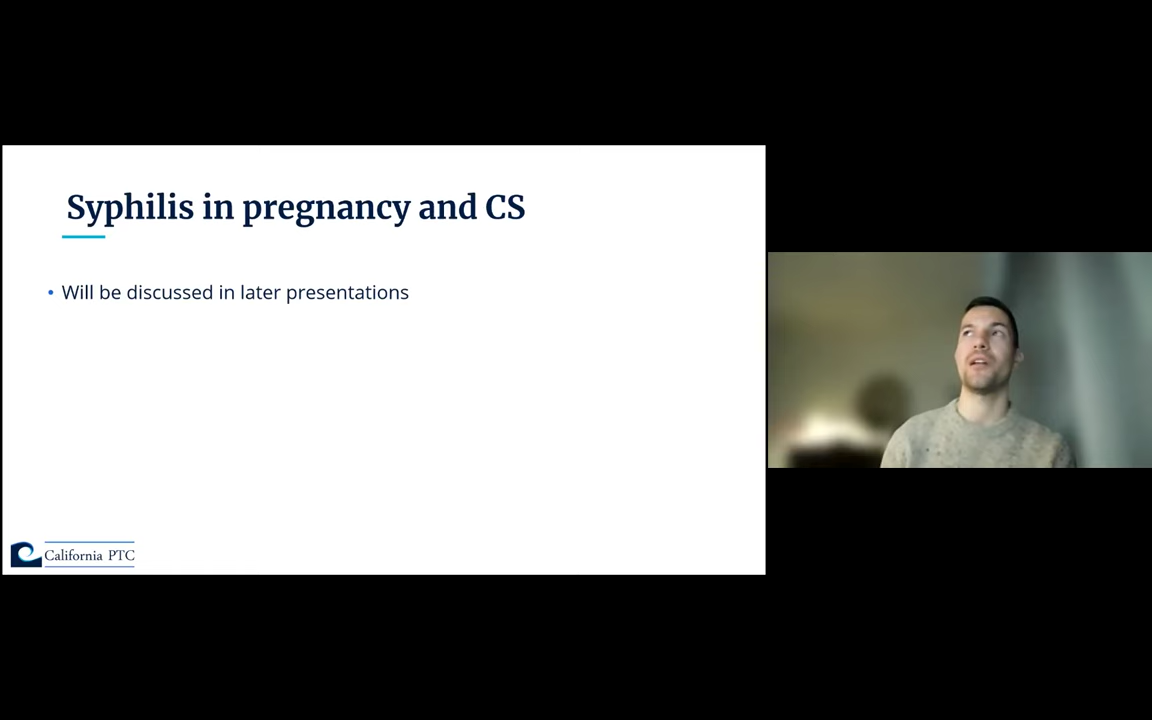 Syphilis in pregnancy and CS
• Will be discussed in later presentations
California PTC